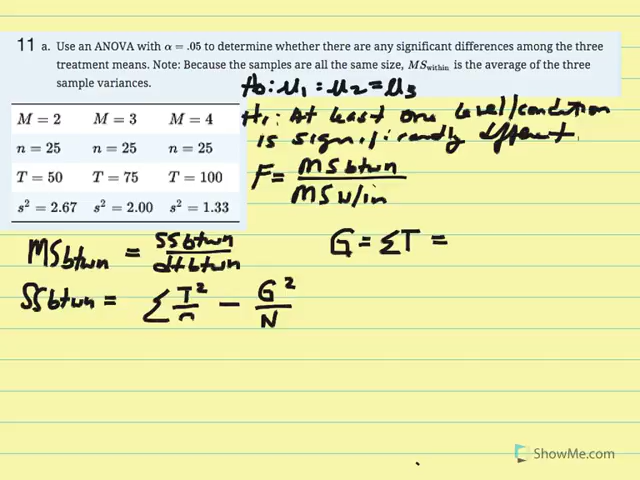 11 a. Use an ANOVA with α = .05 to determine whether there are any significant differences among the three
treatment means. Note: Because the samples are all the same size, MSwithin is the average of the three
sample variances.
H0: μ1 = μ2 = μ3
M = 2 M = 3 M = 4
H1: At least one level/condition
is significantly different.
n = 25 n = 25 n = 25
T = 50 T = 75 T = 100
F = MSbtwn / MSw/in
s² = 2.67 s² = 2.00 s² = 1.33
MSbtwn = SSbtwn / dfbtwn G = ΣT =
SSbtwn = Σ T²/n − G²/N
ShowMe.com